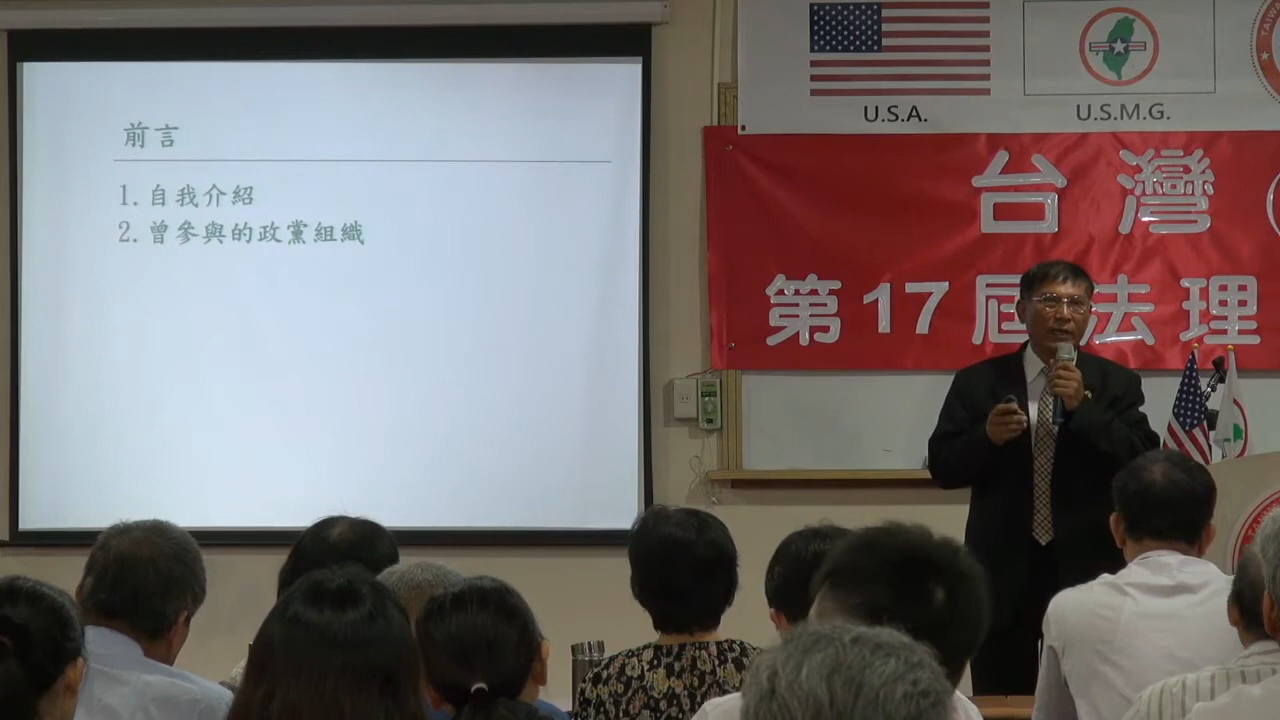 前言
1. 自我介紹
2. 曾參與的政黨組織
U.S.A.
U.S.M.G.
台灣
第17屆法理